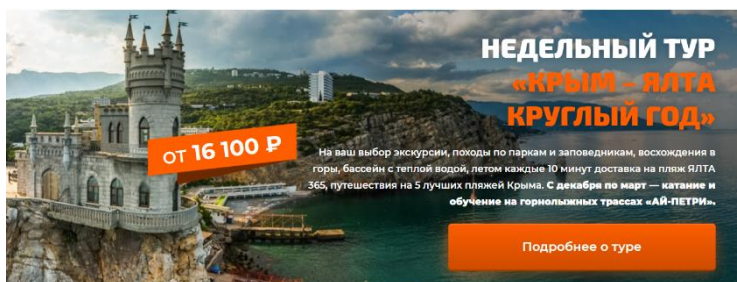 НЕДЕЛЬНЫЙ ТУР
«КРЫМ – ЯЛТА
КРУГЛЫЙ ГОД»
от 16 100 ₽
На ваш выбор экскурсии, походы по паркам и заповедникам, восхождения в
горы, бассейн с теплой водой, летом каждые 10 минут доставка на пляж ЯЛТА
365, путешествия на 5 лучших пляжей Крыма. С декабря по март — катание и
обучение на горнолыжных трассах «АЙ-ПЕТРИ».
Подробнее о туре